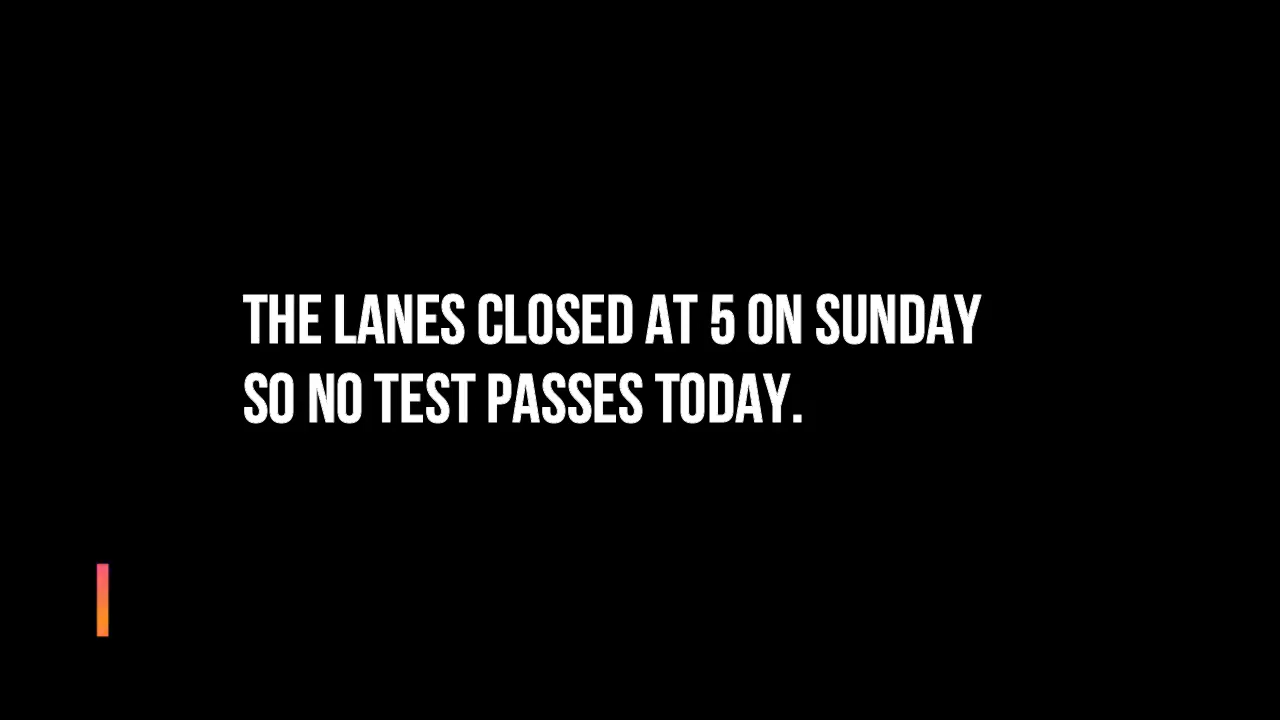 THE LANES CLOSED AT 5 ON SUNDAY
SO NO TEST PASSES TODAY.